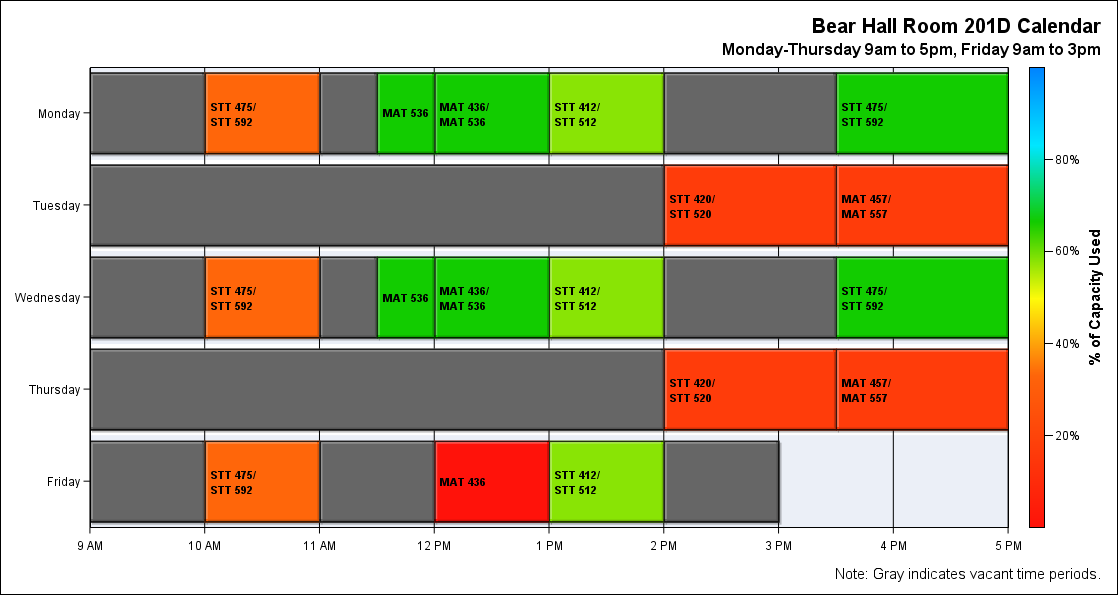 Bear Hall Room 201D Calendar
Monday-Thursday 9am to 5pm, Friday 9am to 3pm
Monday
STT 475/
STT 592
MAT 536
MAT 436/
MAT 536
STT 412/
STT 512
STT 475/
STT 592
Tuesday
STT 420/
STT 520
MAT 457/
MAT 557
Wednesday
STT 475/
STT 592
MAT 536
MAT 436/
MAT 536
STT 412/
STT 512
STT 475/
STT 592
Thursday
STT 420/
STT 520
MAT 457/
MAT 557
Friday
STT 475/
STT 592
MAT 436
STT 412/
STT 512
9 AM
10 AM
11 AM
12 PM
1 PM
2 PM
3 PM
4 PM
5 PM
80%
60%
40%
20%
% of Capacity Used
Note: Gray indicates vacant time periods.